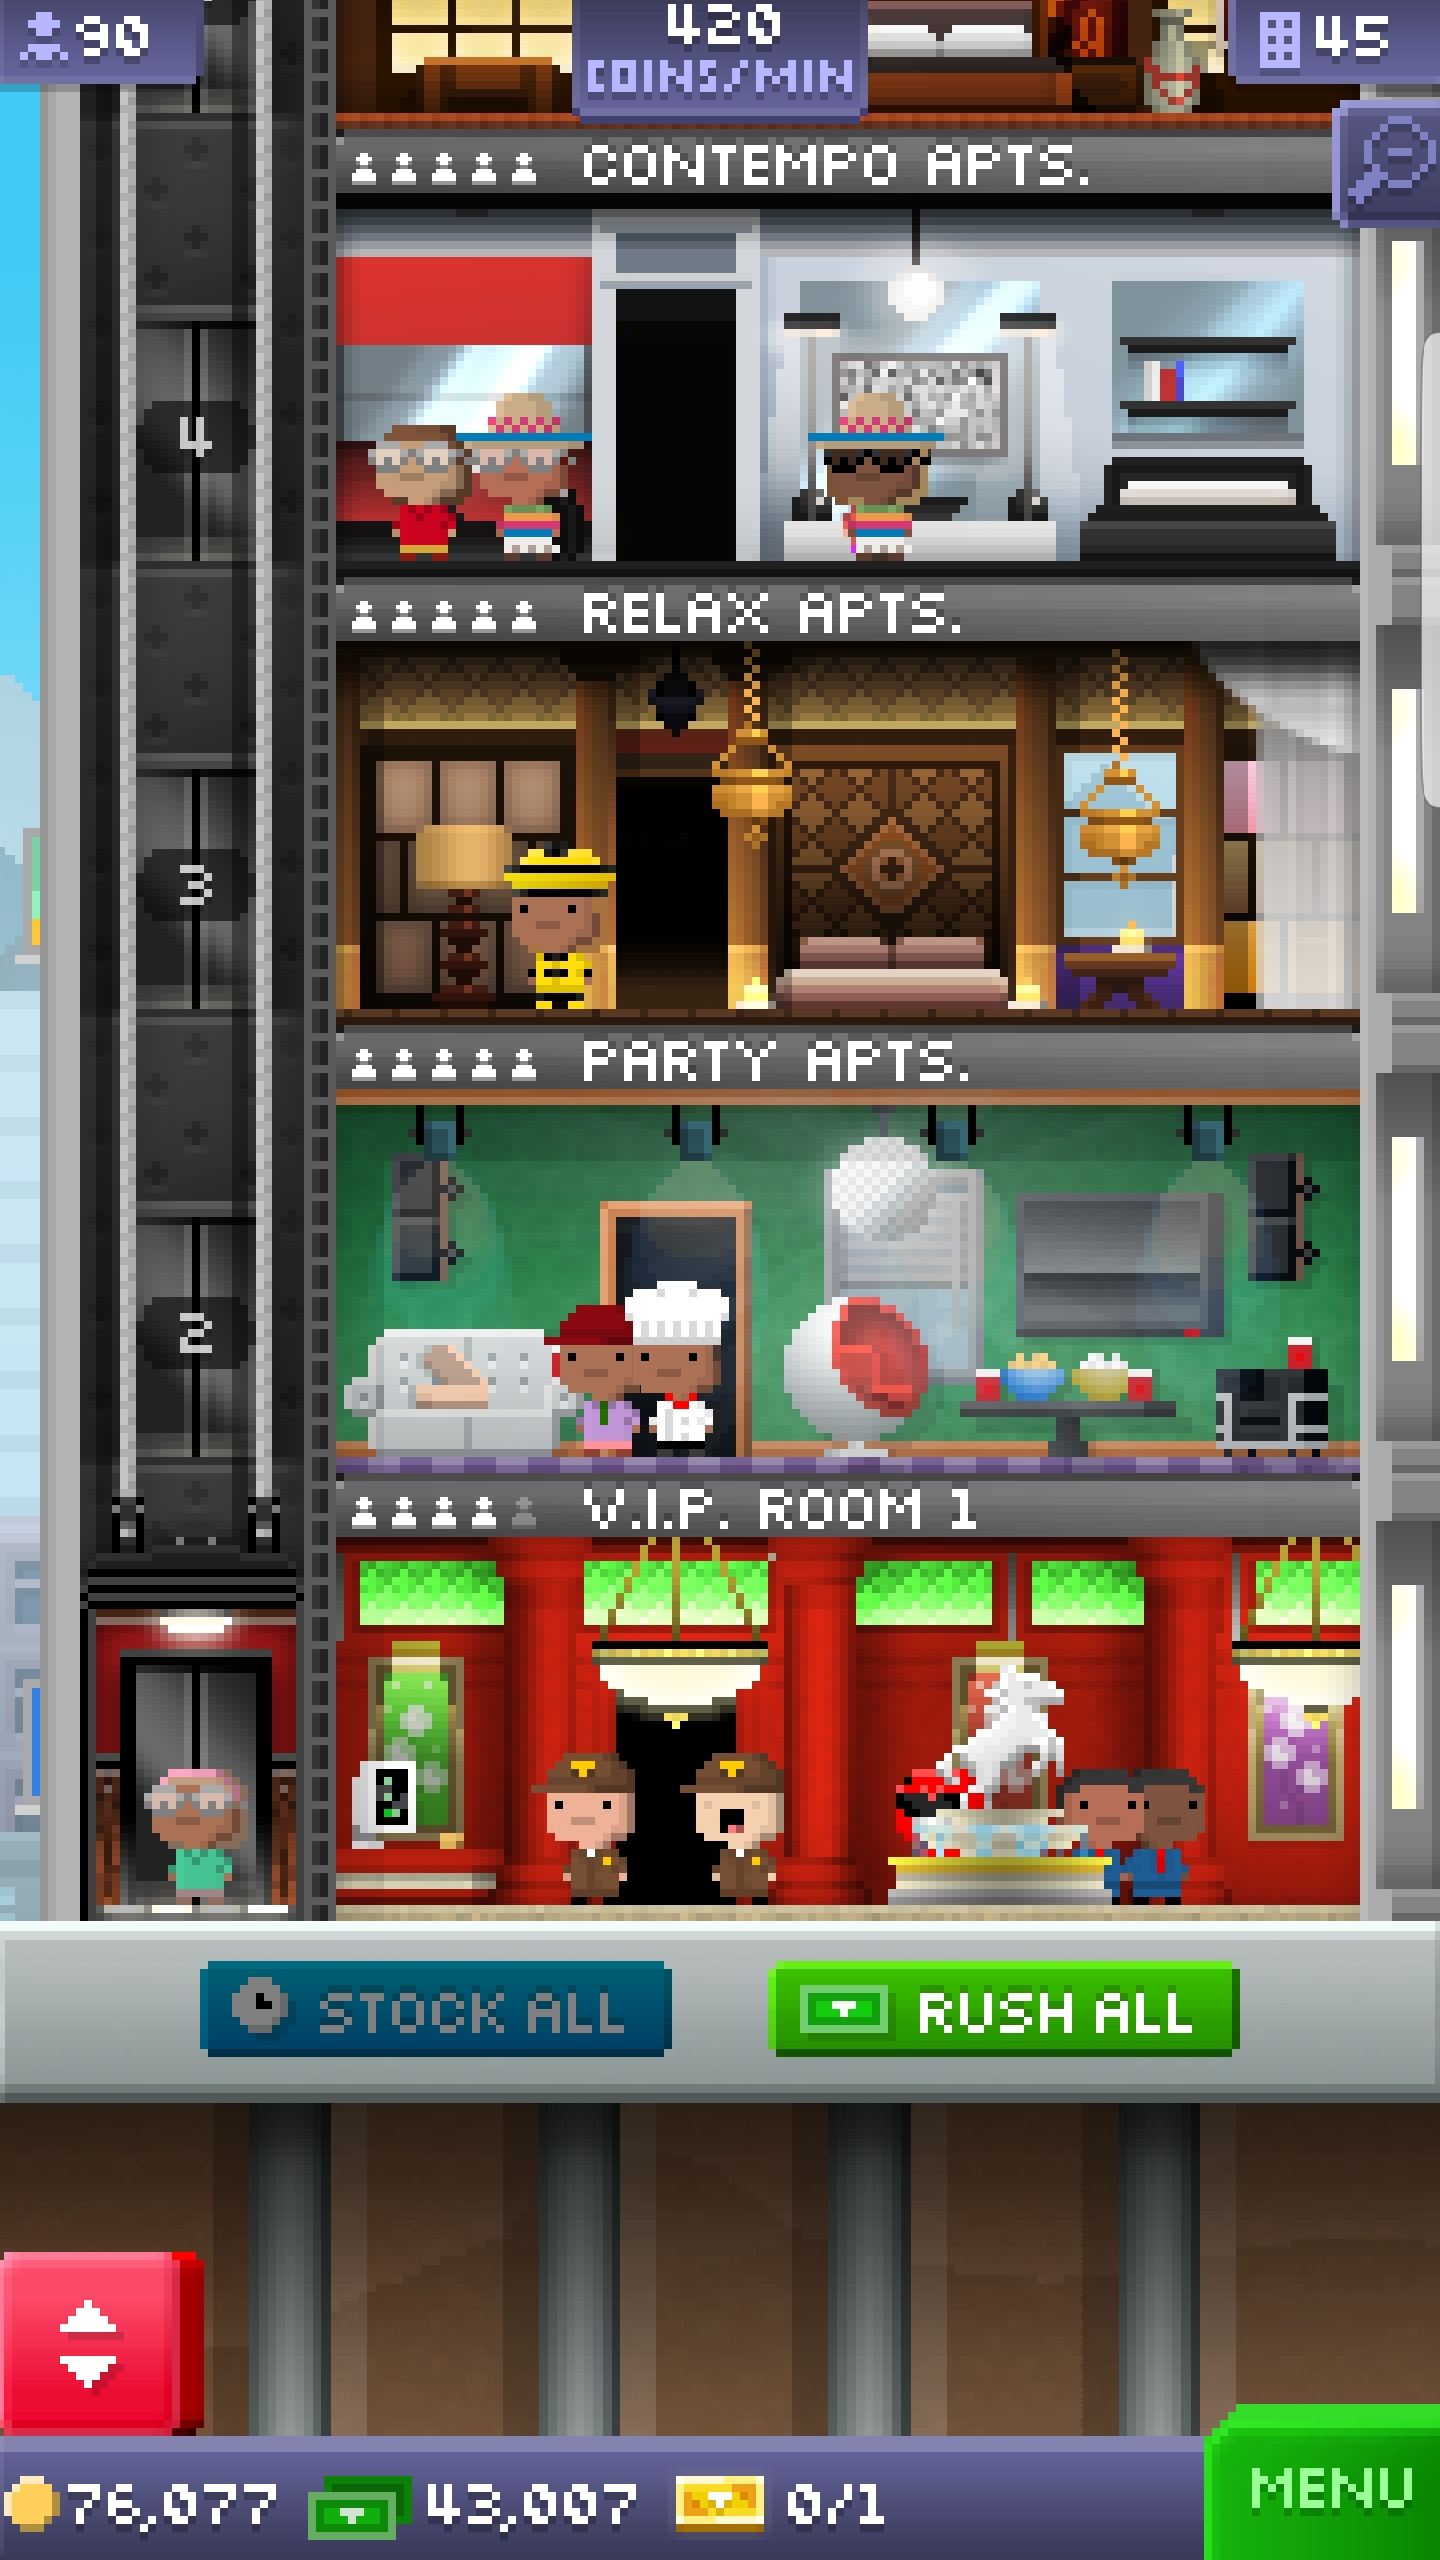 90
420
COINS/MIN
45
CONTEMPO APTS.
4
RELAX APTS.
3
PARTY APTS.
2
V.I.P. ROOM 1
STOCK ALL
RUSH ALL
76,077
43,007
0/1
MENU